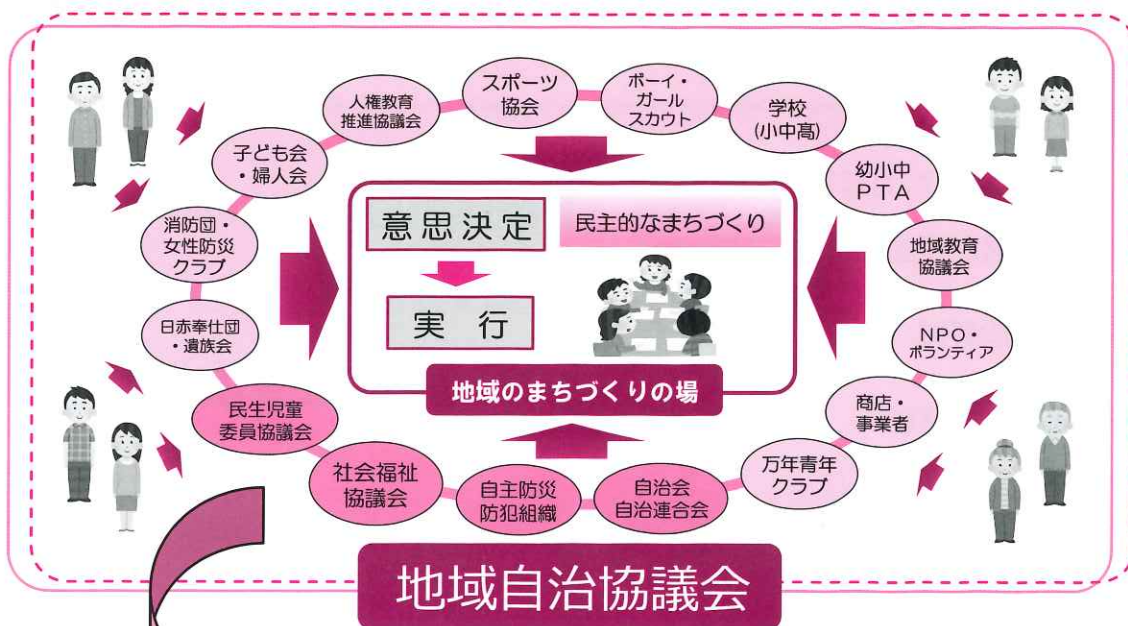 スポーツ
協会
ボーイ・
ガール
スカウト
学校
(小中髙)
幼小中
PTA
地域教育
協議会
NPO・
ボランティア
商店・
事業者
万年青年
クラブ
自治会
自治連合会
自主防災
防犯組織
社会福祉
協議会
民生児童
委員協議会
日赤奉仕団
・遺族会
消防団・
女性防災
クラブ
子ども会
・婦人会
人権教育
推進協議会
意思決定
民主的なまちづくり
実 行
地域のまちづくりの場
地域自治協議会